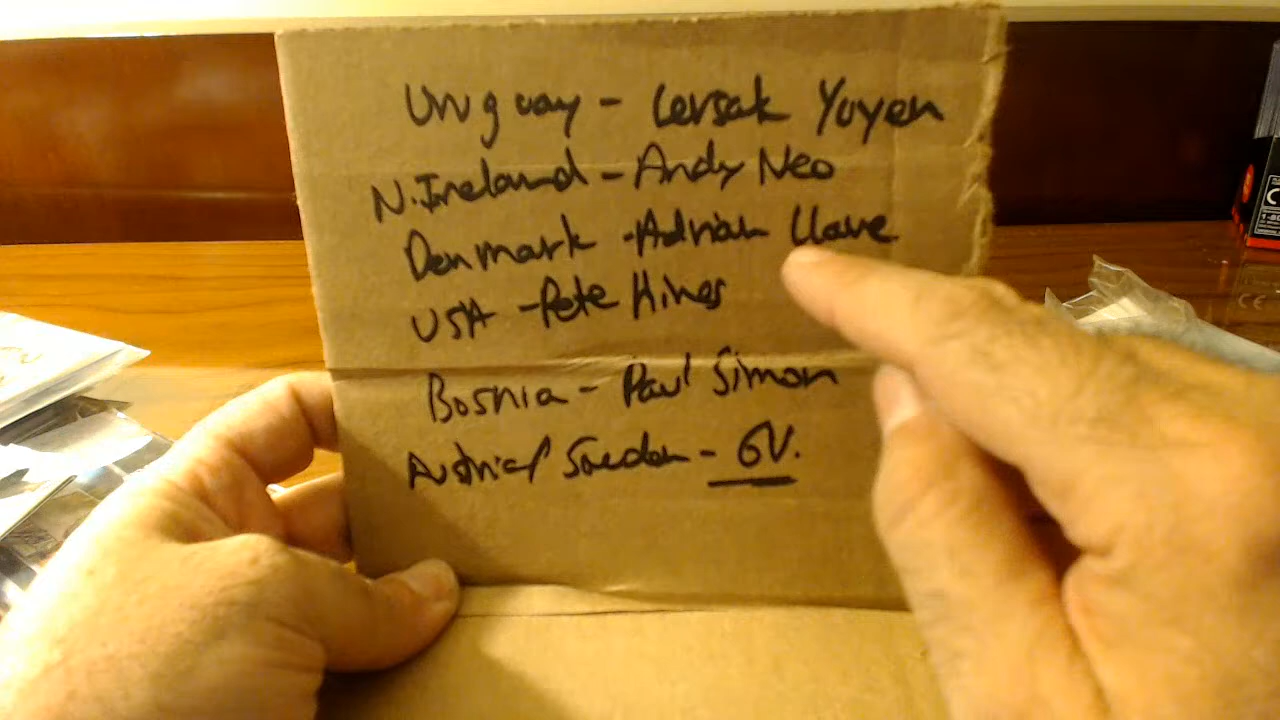 Uruguay - Lersak Yuyen
N.Ireland - Andy Neo
Denmark - Adrian Llave
USA - Pete Hines
Bosnia - Paul Simon
Austria/ Sweden - GV.